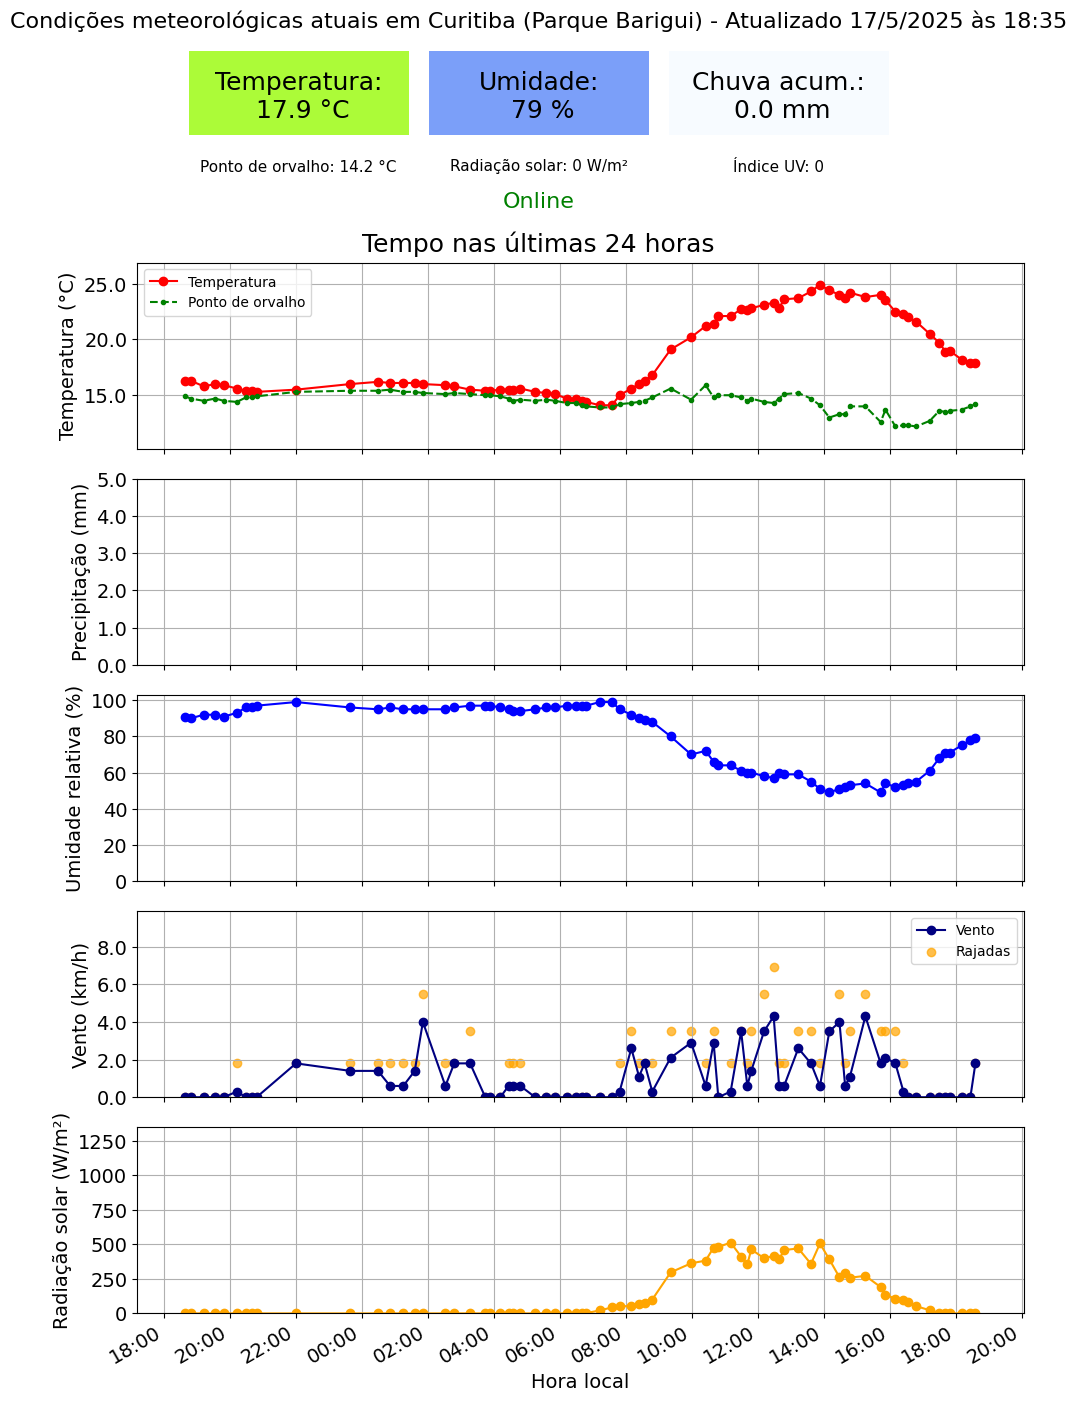 Condições meteorológicas atuais em Curitiba (Parque Barigui) - Atualizado 17/5/2025 às 18:35
Temperatura:
17.9 °C
Umidade:
79 %
Chuva acum.:
0.0 mm
Ponto de orvalho: 14.2 °C
Radiação solar: 0 W/m²
Índice UV: 0
Online
Tempo nas últimas 24 horas
Temperatura (°C)
25.0
20.0
15.0
Temperatura
Ponto de orvalho
Precipitação (mm)
5.0
4.0
3.0
2.0
1.0
0.0
Umidade relativa (%)
100
80
60
40
20
0
Vento (km/h)
8.0
6.0
4.0
2.0
0.0
Vento
Rajadas
Radiação solar (W/m²)
1250
1000
750
500
250
0
18:00
20:00
22:00
00:00
02:00
04:00
06:00
08:00
10:00
12:00
14:00
16:00
18:00
20:00
Hora local